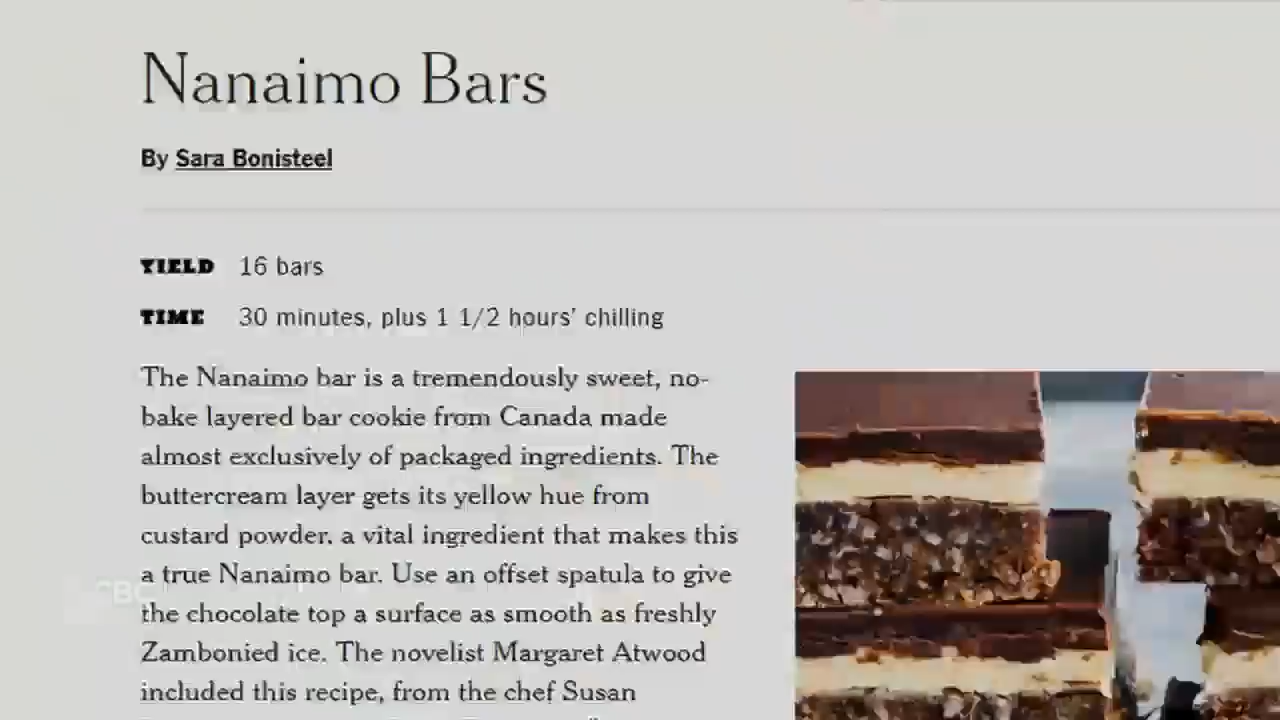 Nanaimo Bars
By Sara Bonisteel
YIELD 16 bars
TIME 30 minutes, plus 1 1/2 hours' chilling
The Nanaimo bar is a tremendously sweet, no-
bake layered bar cookie from Canada made
almost exclusively of packaged ingredients. The
buttercream layer gets its yellow hue from
custard powder, a vital ingredient that makes this
a true Nanaimo bar. Use an offset spatula to give
the chocolate top a surface as smooth as freshly
Zambonied ice. The novelist Margaret Atwood
included this recipe, from the chef Susan
CBC